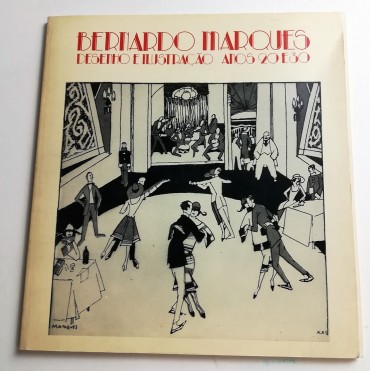 BERNARDO MARQUES
DESENHO E ILUSTRAÇÃO ANOS 20 E 30